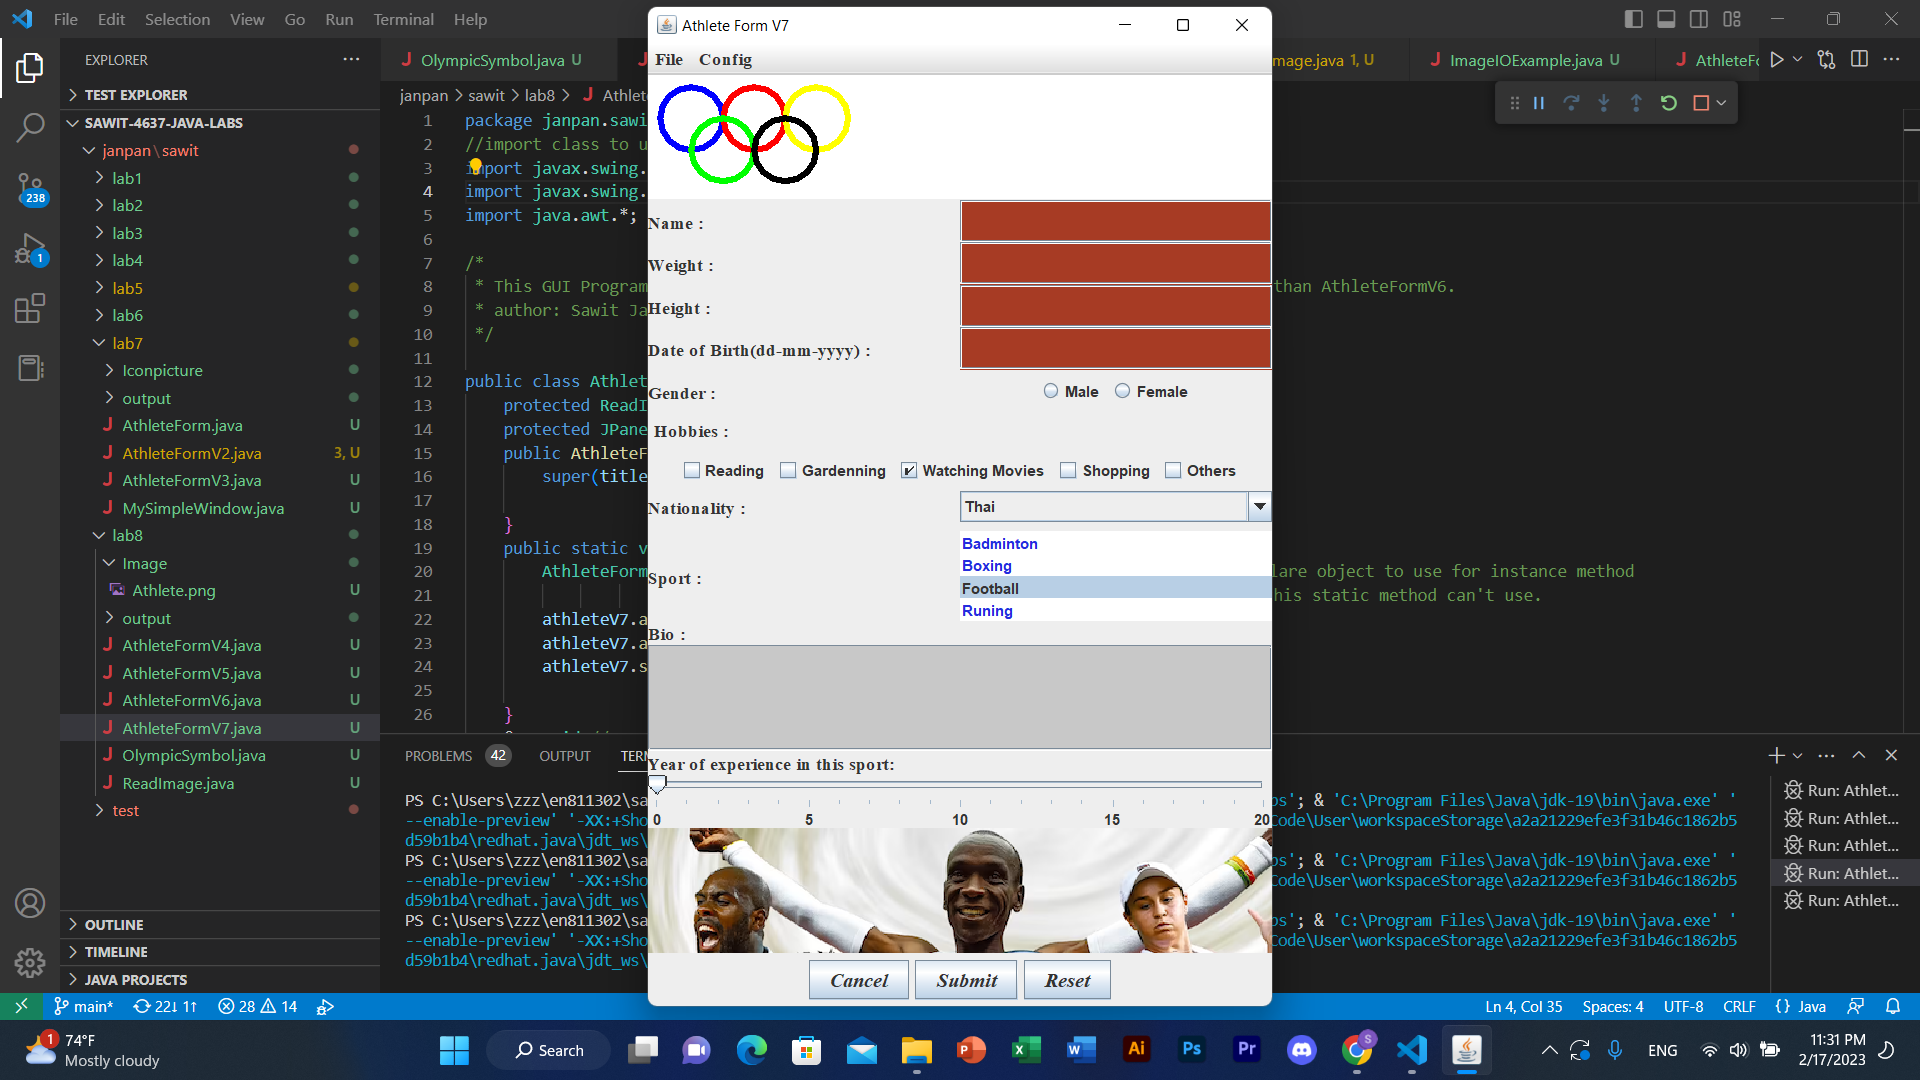 File Edit Selection View Go Run Terminal Help
EXPLORER
TEST EXPLORER
SAWIT-4637-JAVA-LABS
janpan \ sawit
lab1
lab2
lab3
lab4
lab5
lab6
lab7
Iconpicture
output
AthleteForm.java U
AthleteFormV2.java 3, U
AthleteFormV3.java U
MySimpleWindow.java U
lab8
Image
Athlete.png U
output
AthleteFormV4.java U
AthleteFormV5.java U
AthleteFormV6.java U
AthleteFormV7.java U
OlympicSymbol.java U
ReadImage.java U
test
OUTLINE
TIMELINE
JAVA PROJECTS
238
1
OlympicSymbol.java U
mage.java 1, U
ImageIOExample.java U
AthleteFo
janpan > sawit > lab8 > Athlete
1 package janpan.sawi
2 //import class to u
3 import javax.swing.
4 import javax.swing.
5 import java.awt.*;
6
7 /*
8 * This GUI Program than AthleteFormV6.
9 * author: Sawit Ja
10 */
11
12 public class Athlet
13 protected ReadI
14 protected JPane
15 public AthleteF
16 super(title
17
18 }
19 public static v
20 AthleteForm lare object to use for instance method
21 his static method can't use.
22 athleteV7.a
23 athleteV7.a
24 athleteV7.s
25
26 }
Athlete Form V7
File Config
Name :
Weight :
Height :
Date of Birth(dd-mm-yyyy) :
Gender : Male Female
Hobbies :
Reading Gardenning Watching Movies Shopping Others
Nationality : Thai
Sport :
Badminton
Boxing
Football
Runing
Bio :
Year of experience in this sport:
0 5 10 15 20
Cancel Submit Reset
PROBLEMS 42 OUTPUT TER
PS C:\Users\zzz\en811302\sa os'; & 'C:\Program Files\Java\jdk-19\bin\java.exe' '
--enable-preview' '-XX:+Sho Code\User\workspaceStorage\a2a21229efe3f31b46c1862b5
d59b1b4\redhat.java\jdt_ws\
PS C:\Users\zzz\en811302\sa os'; & 'C:\Program Files\Java\jdk-19\bin\java.exe' '
--enable-preview' '-XX:+Sho Code\User\workspaceStorage\a2a21229efe3f31b46c1862b5
d59b1b4\redhat.java\jdt_ws\
PS C:\Users\zzz\en811302\sa os'; & 'C:\Program Files\Java\jdk-19\bin\java.exe' '
--enable-preview' '-XX:+Sho Code\User\workspaceStorage\a2a21229efe3f31b46c1862b5
d59b1b4\redhat.java\jdt_ws\
Run: Athlet...
Run: Athlet...
Run: Athlet...
Run: Athlet...
Run: Athlet...
main* 22↓ 1↑ 28 14
Ln 4, Col 35 Spaces: 4 UTF-8 CRLF {} Java
1
74°F
Mostly cloudy
Search
P X W Ai Ps Pr S
ENG
11:31 PM
2/17/2023